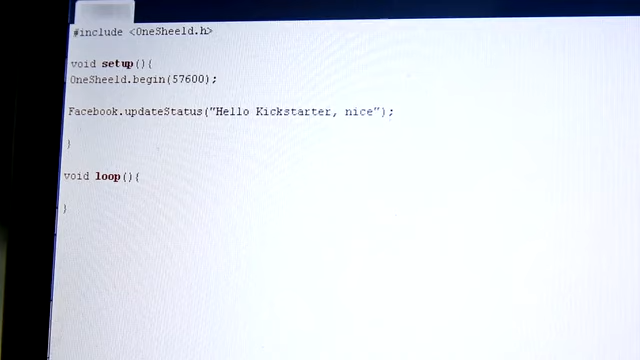 #include <OneSheeld.h>
void setup(){
OneSheeld.begin(57600);
Facebook.updateStatus("Hello Kickstarter, nice");
}
void loop(){
}